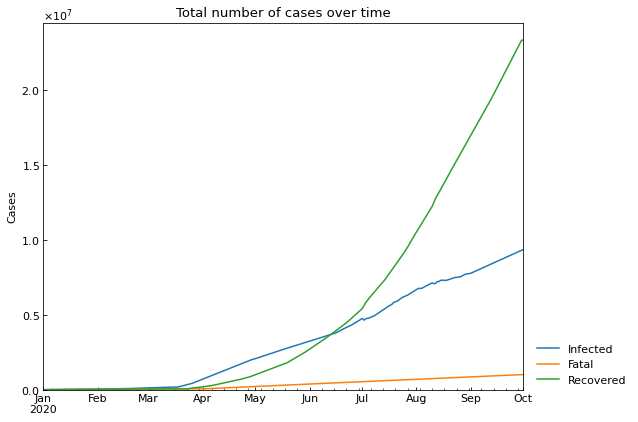 Total number of cases over time
×10⁷
2.0
1.5
1.0
0.5
0.0
Cases
Jan Feb Mar Apr May Jun Jul Aug Sep Oct
2020
Infected
Fatal
Recovered